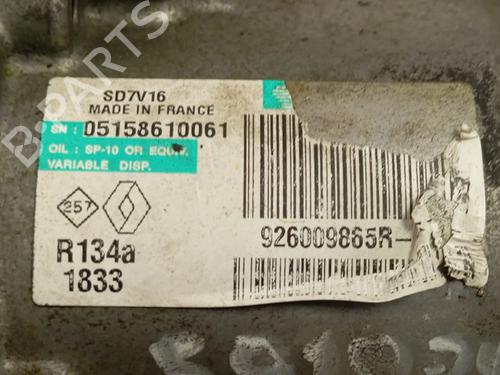 SD7V16
MADE IN FRANCE
SN : 05158610061
OIL : SP-10 OR EQUIV.
VARIABLE DISP.
257
R134a
1833
926009865R-
B-PARTS